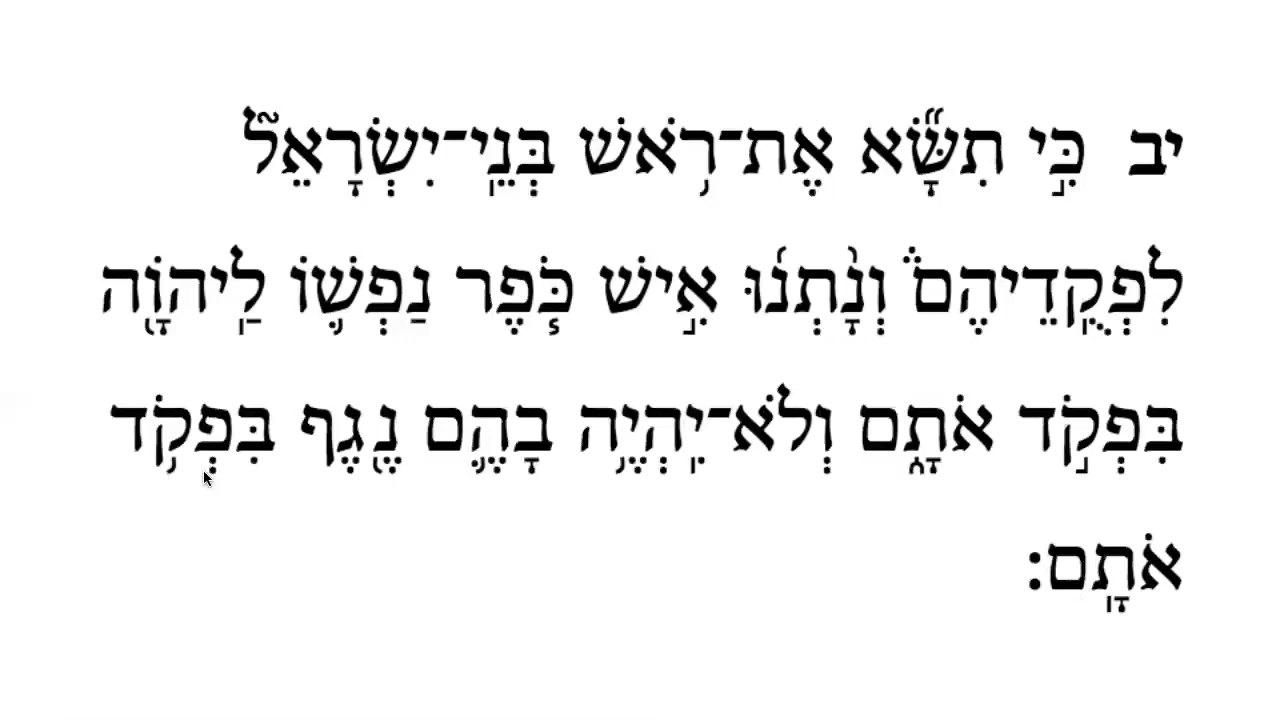 יב כִּ֣י תִשָּׂ֞א אֶת־רֹ֥אשׁ בְּנֵֽי־יִשְׂרָאֵל֮
לִפְקֻֽדֵיהֶם֒ וְנָ֨תְנ֜וּ אִ֣ישׁ כֹּ֧פֶר נַפְשׁ֛וֹ לַֽיהוָֹ֖ה
בִּפְקֹ֣ד אֹתָ֑ם וְלֹא־יִֽהְיֶ֥ה בָהֶ֛ם נֶ֖גֶף בִּפְקֹ֥ד
אֹתָֽם׃